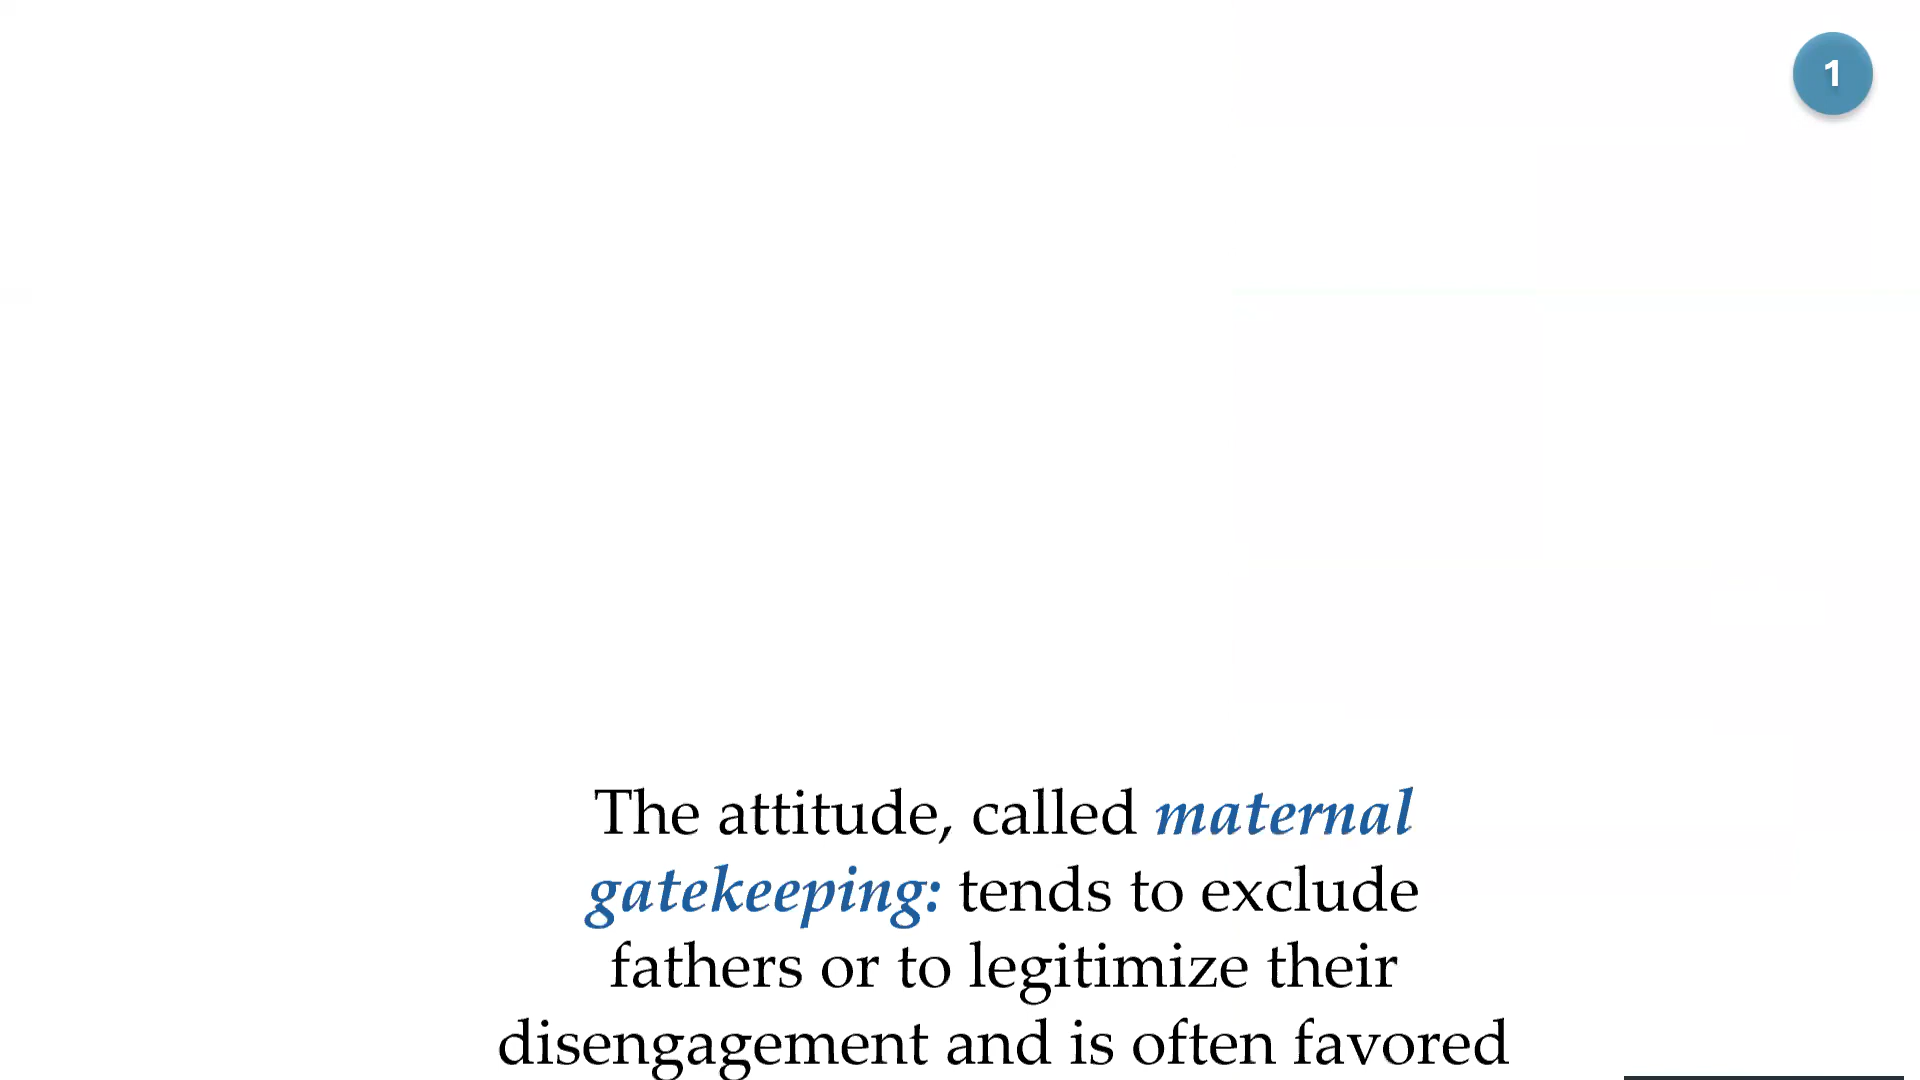 1
The attitude, called maternal
gatekeeping: tends to exclude
fathers or to legitimize their
disengagement and is often favored